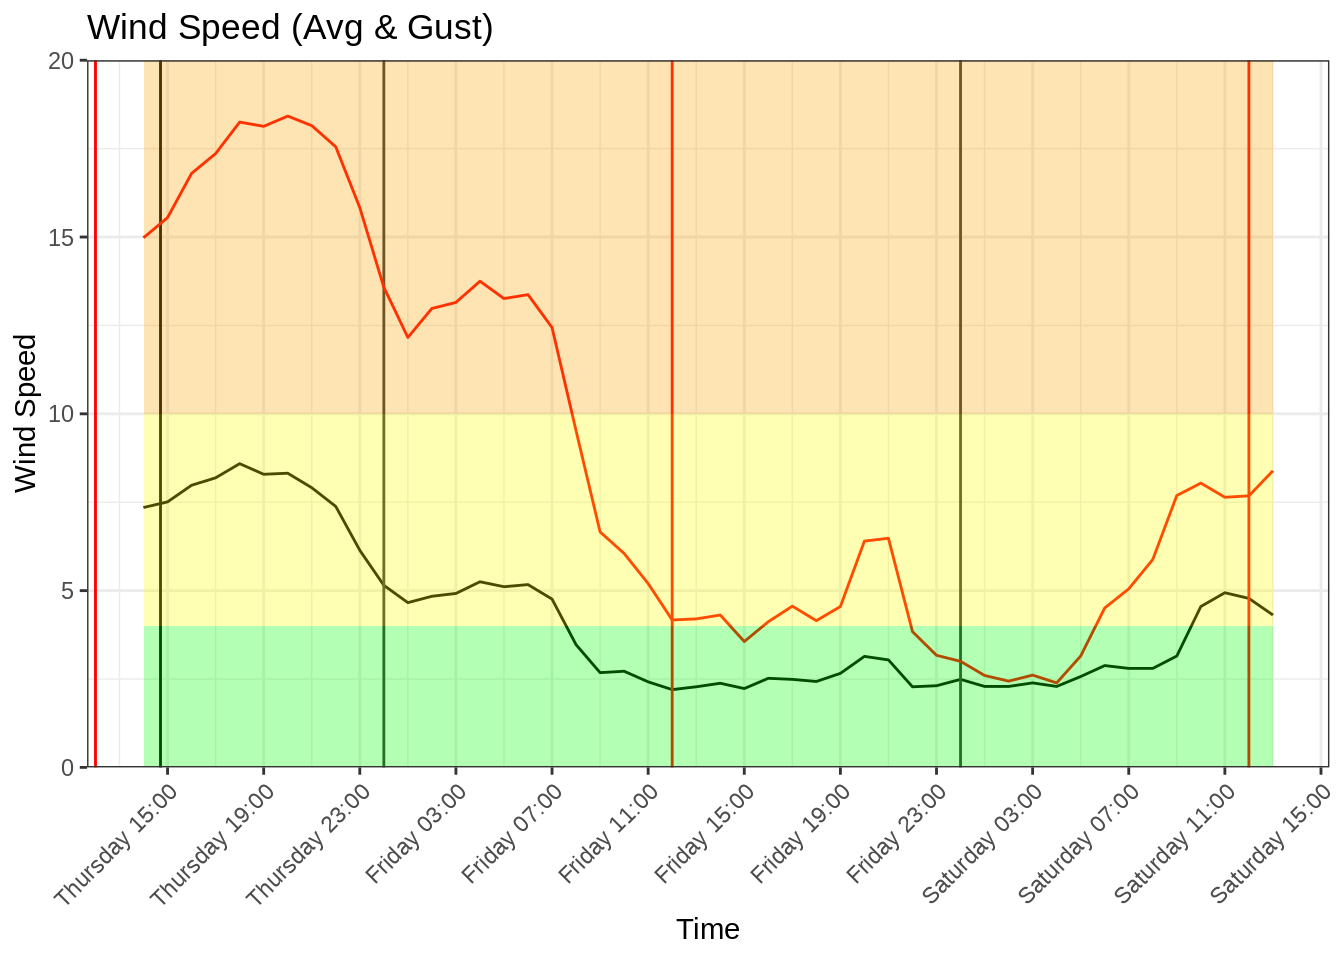 Wind Speed (Avg & Gust)
20
15
10
5
0
Wind Speed
Thursday 15:00
Thursday 19:00
Thursday 23:00
Friday 03:00
Friday 07:00
Friday 11:00
Friday 15:00
Friday 19:00
Friday 23:00
Saturday 03:00
Saturday 07:00
Saturday 11:00
Saturday 15:00
Time